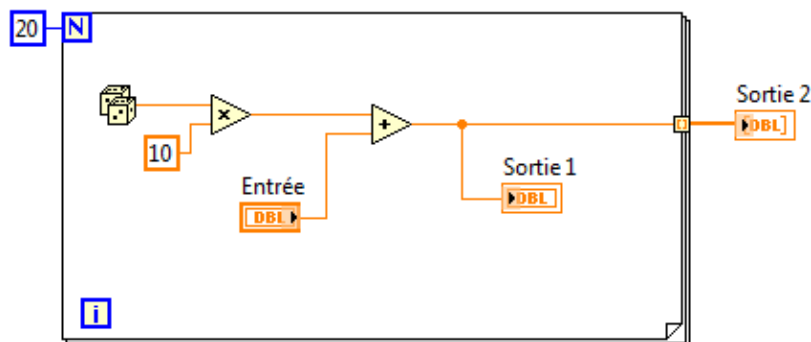 20
N
Sortie 2
DBL]
x
+
10
Entrée
DBL
Sortie 1
DBL
i